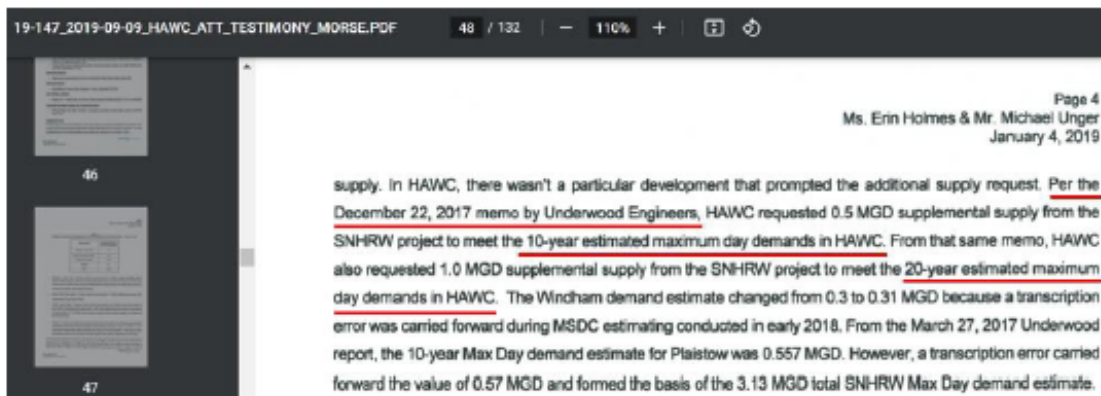 19-147_2019-09-09_HAWC_ATT_TESTIMONY_MORSE.PDF 48 / 132 | — 110% +
46
47
Page 4
Ms. Erin Holmes & Mr. Michael Unger
January 4, 2019
supply. In HAWC, there wasn't a particular development that prompted the additional supply request. Per the
December 22, 2017 memo by Underwood Engineers, HAWC requested 0.5 MGD supplemental supply from the
SNHRW project to meet the 10-year estimated maximum day demands in HAWC. From that same memo, HAWC
also requested 1.0 MGD supplemental supply from the SNHRW project to meet the 20-year estimated maximum
day demands in HAWC. The Windham demand estimate changed from 0.3 to 0.31 MGD because a transcription
error was carried forward during MSDC estimating conducted in early 2018. From the March 27, 2017 Underwood
report, the 10-year Max Day demand estimate for Plaistow was 0.557 MGD. However, a transcription error carried
forward the value of 0.57 MGD and formed the basis of the 3.13 MGD total SNHRW Max Day demand estimate.